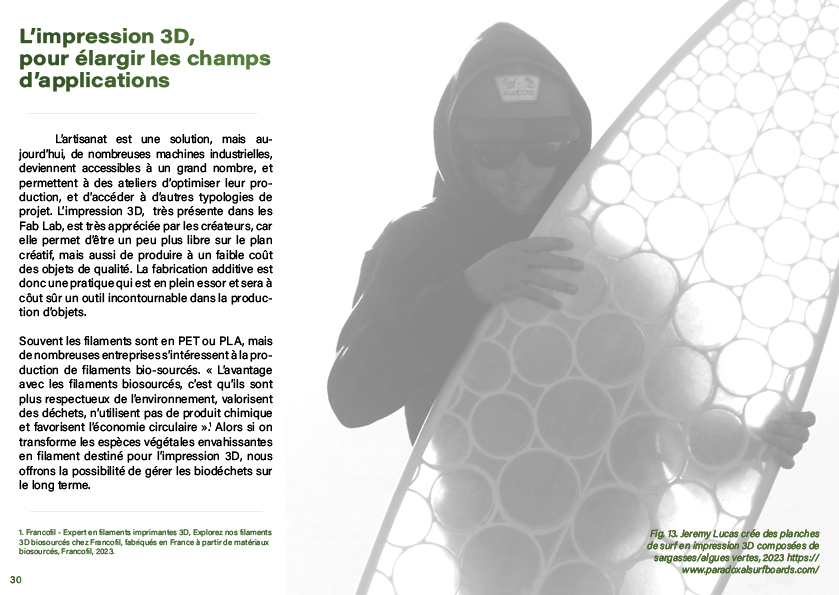 L’impression 3D,
pour élargir les champs
d’applications
L’artisanat est une solution, mais au-
jourd’hui, de nombreuses machines industrielles,
deviennent accessibles à un grand nombre, et
permettent à des ateliers d’optimiser leur pro-
duction, et d’accéder à d’autres typologies de
projet. L’impression 3D, très présente dans les
Fab Lab, est très appréciée par les créateurs, car
elle permet d’être un peu plus libre sur le plan
créatif, mais aussi de produire à un faible coût
des objets de qualité. La fabrication additive est
donc une pratique qui est en plein essor et sera à
côut sûr un outil incontournable dans la produc-
tion d’objets.
Souvent les filaments sont en PET ou PLA, mais
de nombreuses entreprises s’intéressent à la pro-
duction de filaments bio-sourcés. « L’avantage
avec les filaments biosourcés, c’est qu’ils sont
plus respectueux de l’environnement, valorisent
des déchets, n’utilisent pas de produit chimique
et favorisent l’économie circulaire ».¹ Alors si on
transforme les espèces végétales envahissantes
en filament destiné pour l’impression 3D, nous
offrons la possibilité de gérer les biodéchets sur
le long terme.
1. Francofil - Expert en filaments imprimantes 3D, Explorez nos filaments
3D biosourcés chez Francofil, fabriqués en France à partir de matériaux
biosourcés, Francofil, 2023.
30
Fig. 13. Jeremy Lucas crée des planches
de surf en impression 3D composées de
sargasses/algues vertes, 2023 https://
www.paradoxalsurfboards.com/